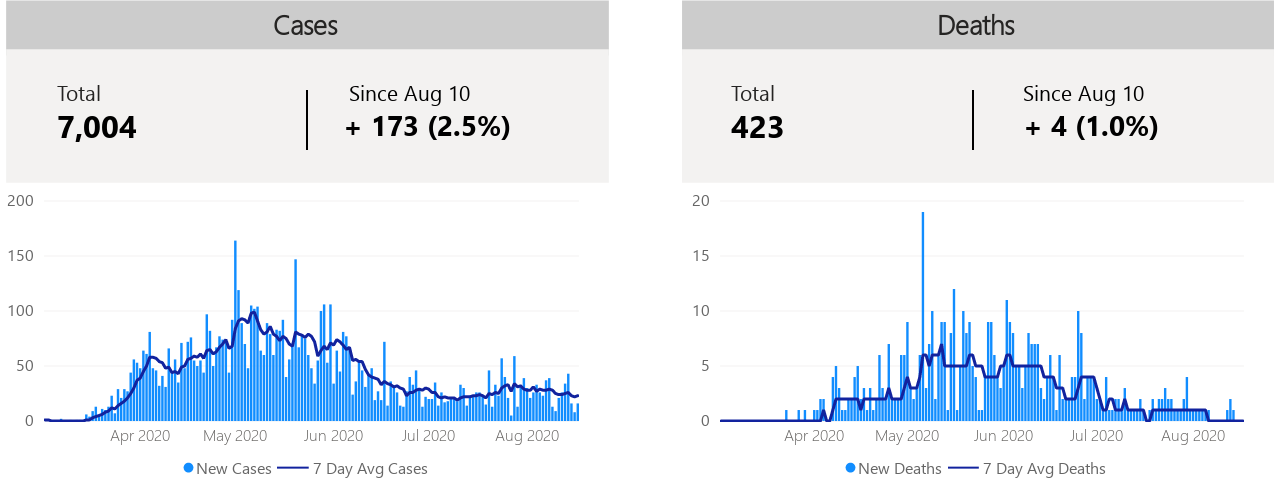 Cases
Total
7,004
Since Aug 10
+ 173 (2.5%)
200
150
100
50
0
Apr 2020 May 2020 Jun 2020 Jul 2020 Aug 2020
New Cases 7 Day Avg Cases
Deaths
Total
423
Since Aug 10
+ 4 (1.0%)
20
15
10
5
0
Apr 2020 May 2020 Jun 2020 Jul 2020 Aug 2020
New Deaths 7 Day Avg Deaths